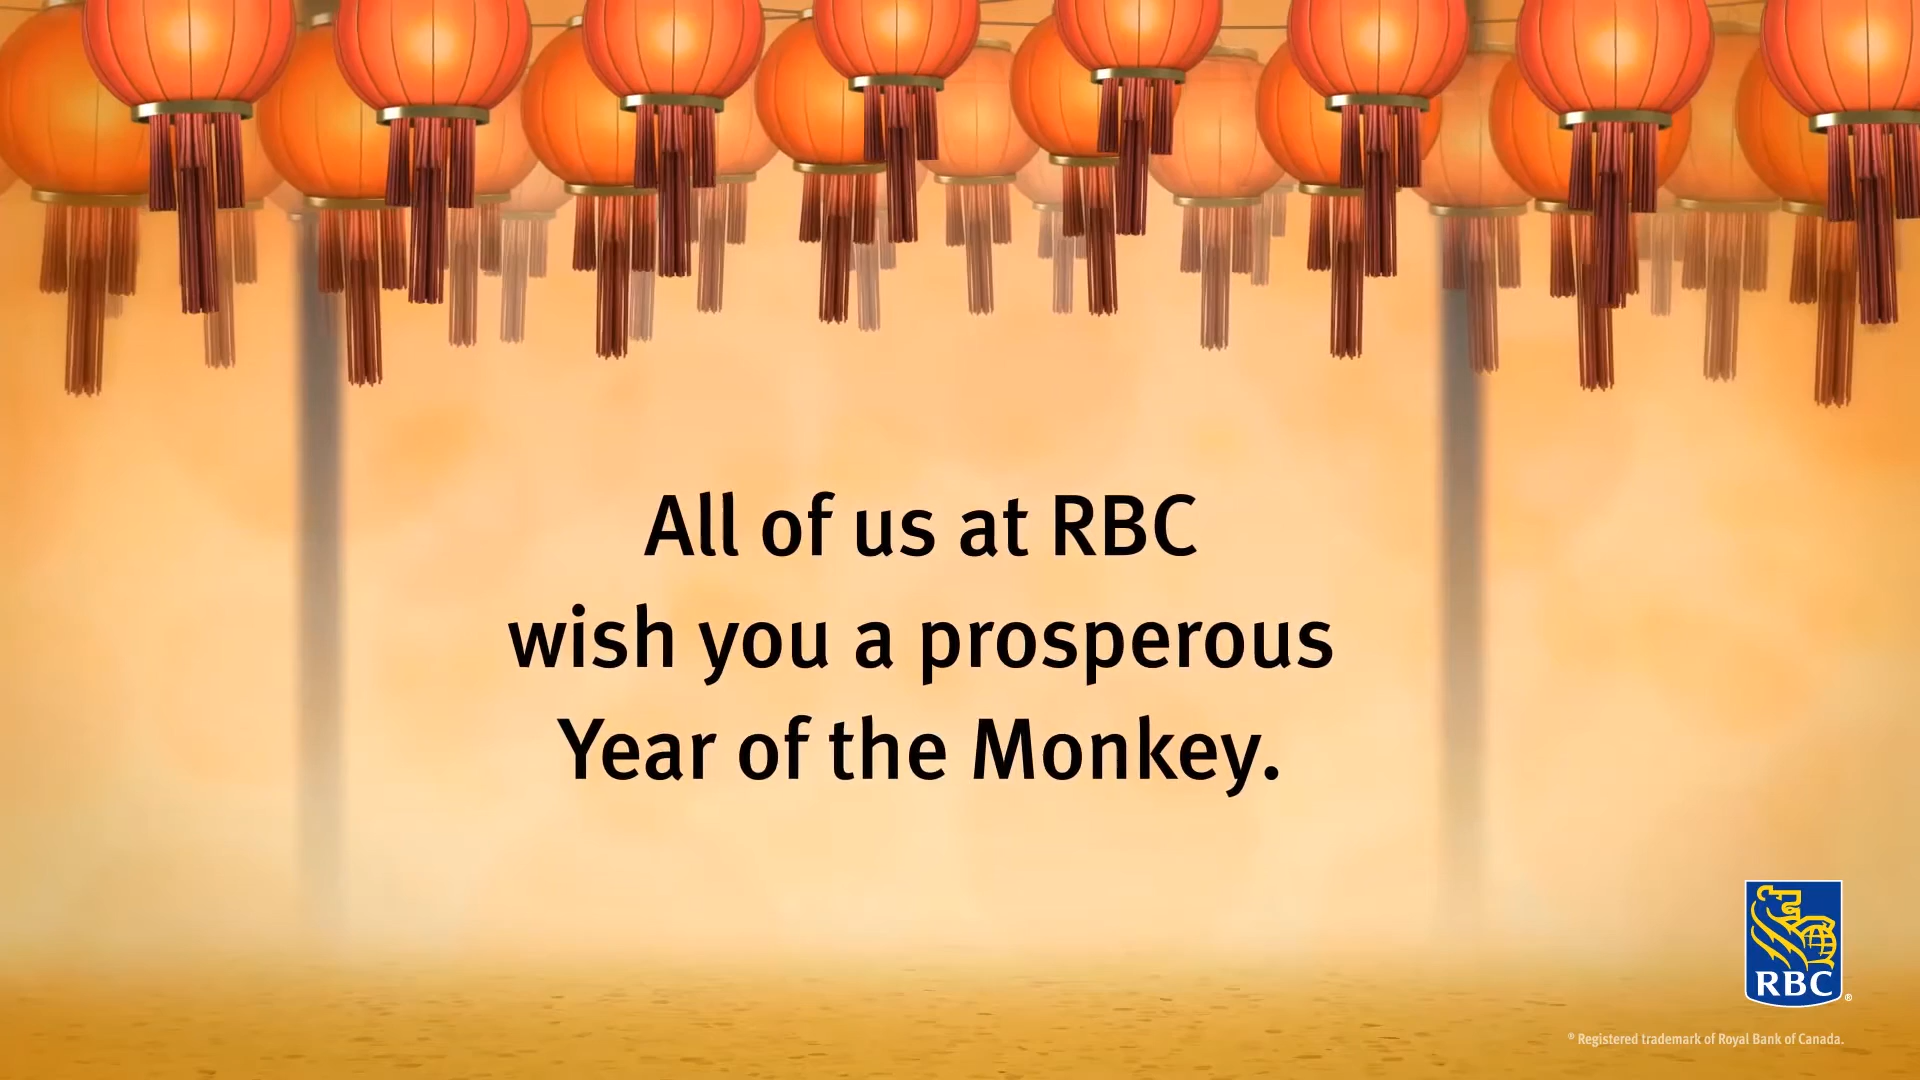 All of us at RBC
wish you a prosperous
Year of the Monkey.
RBC®
® Registered trademark of Royal Bank of Canada.